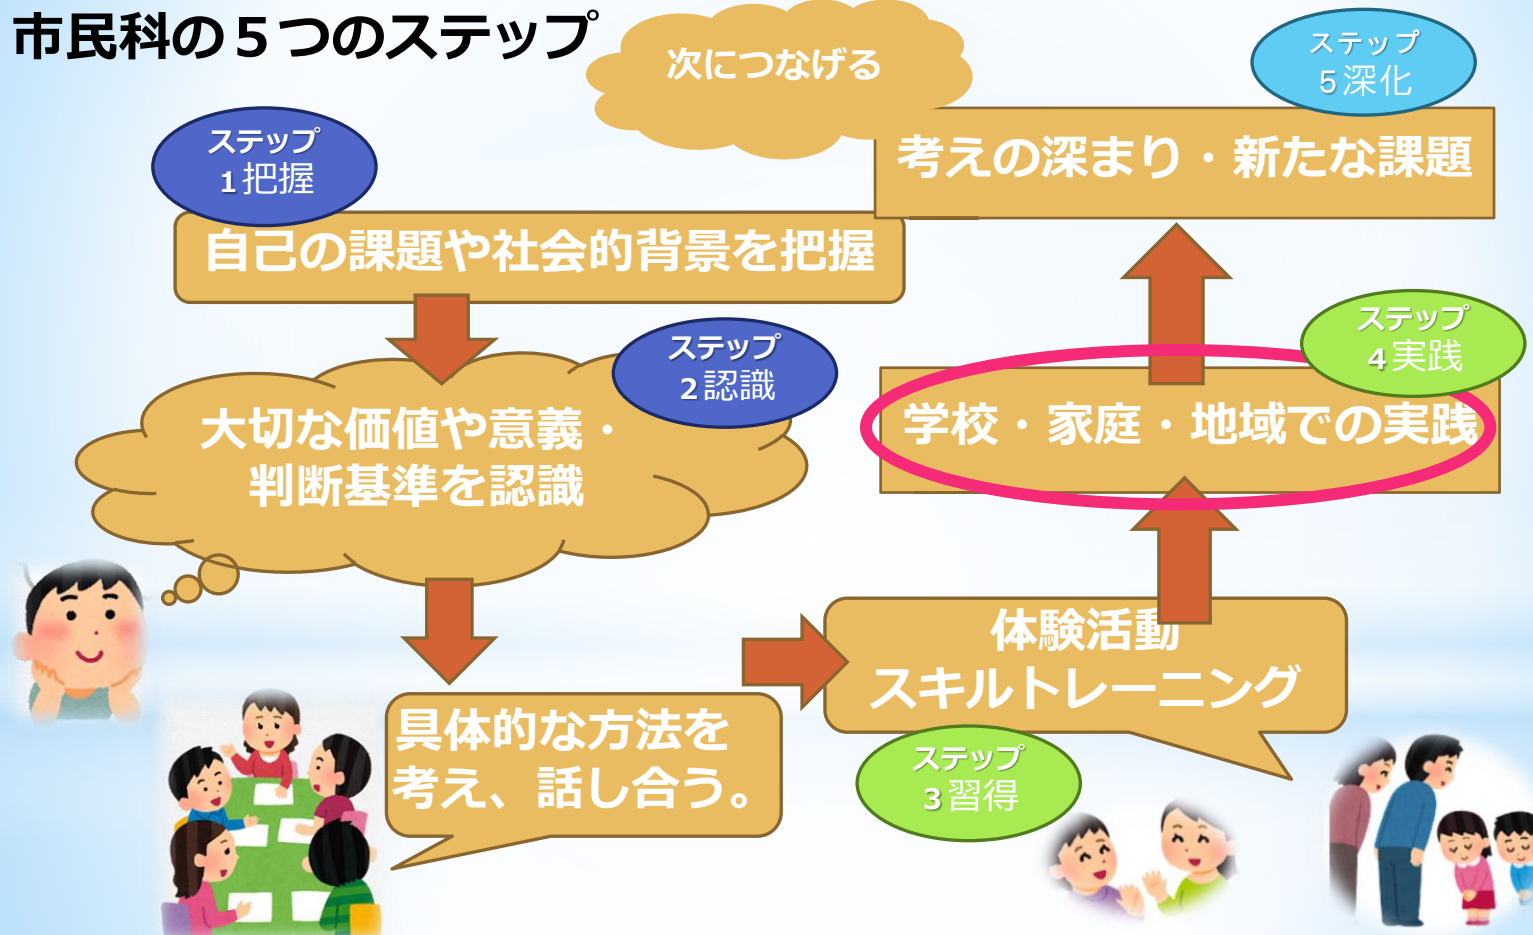 市民科の５つのステップ
次につなげる
ステップ
５深化
考えの深まり・新たな課題
ステップ
１把握
自己の課題や社会的背景を把握
ステップ
２認識
大切な価値や意義・
判断基準を認識
ステップ
４実践
学校・家庭・地域での実践
具体的な方法を
考え、話し合う。
体験活動
スキルトレーニング
ステップ
３習得